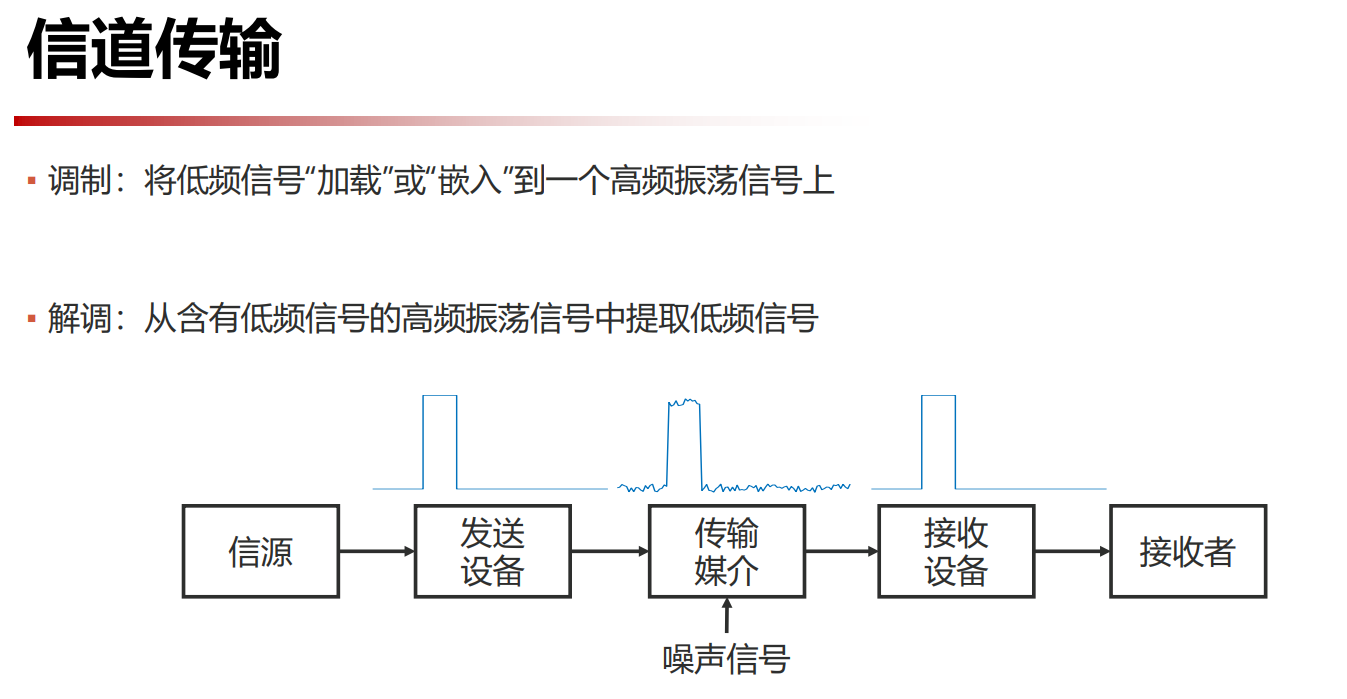 信道传输
调制：将低频信号“加载”或“嵌入”到一个高频振荡信号上
解调：从含有低频信号的高频振荡信号中提取低频信号
信源
发送
设备
传输
媒介
接收
设备
接收者
噪声信号